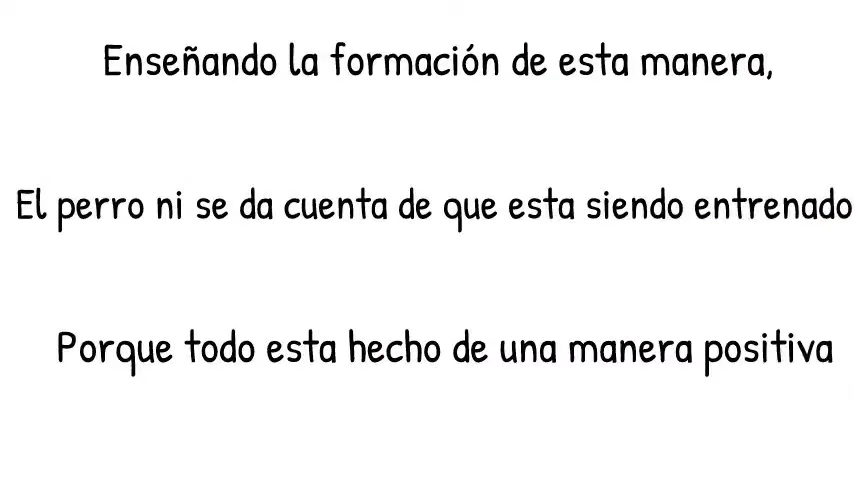 Enseñando la formación de esta manera,
El perro ni se da cuenta de que esta siendo entrenado
Porque todo esta hecho de una manera positiva